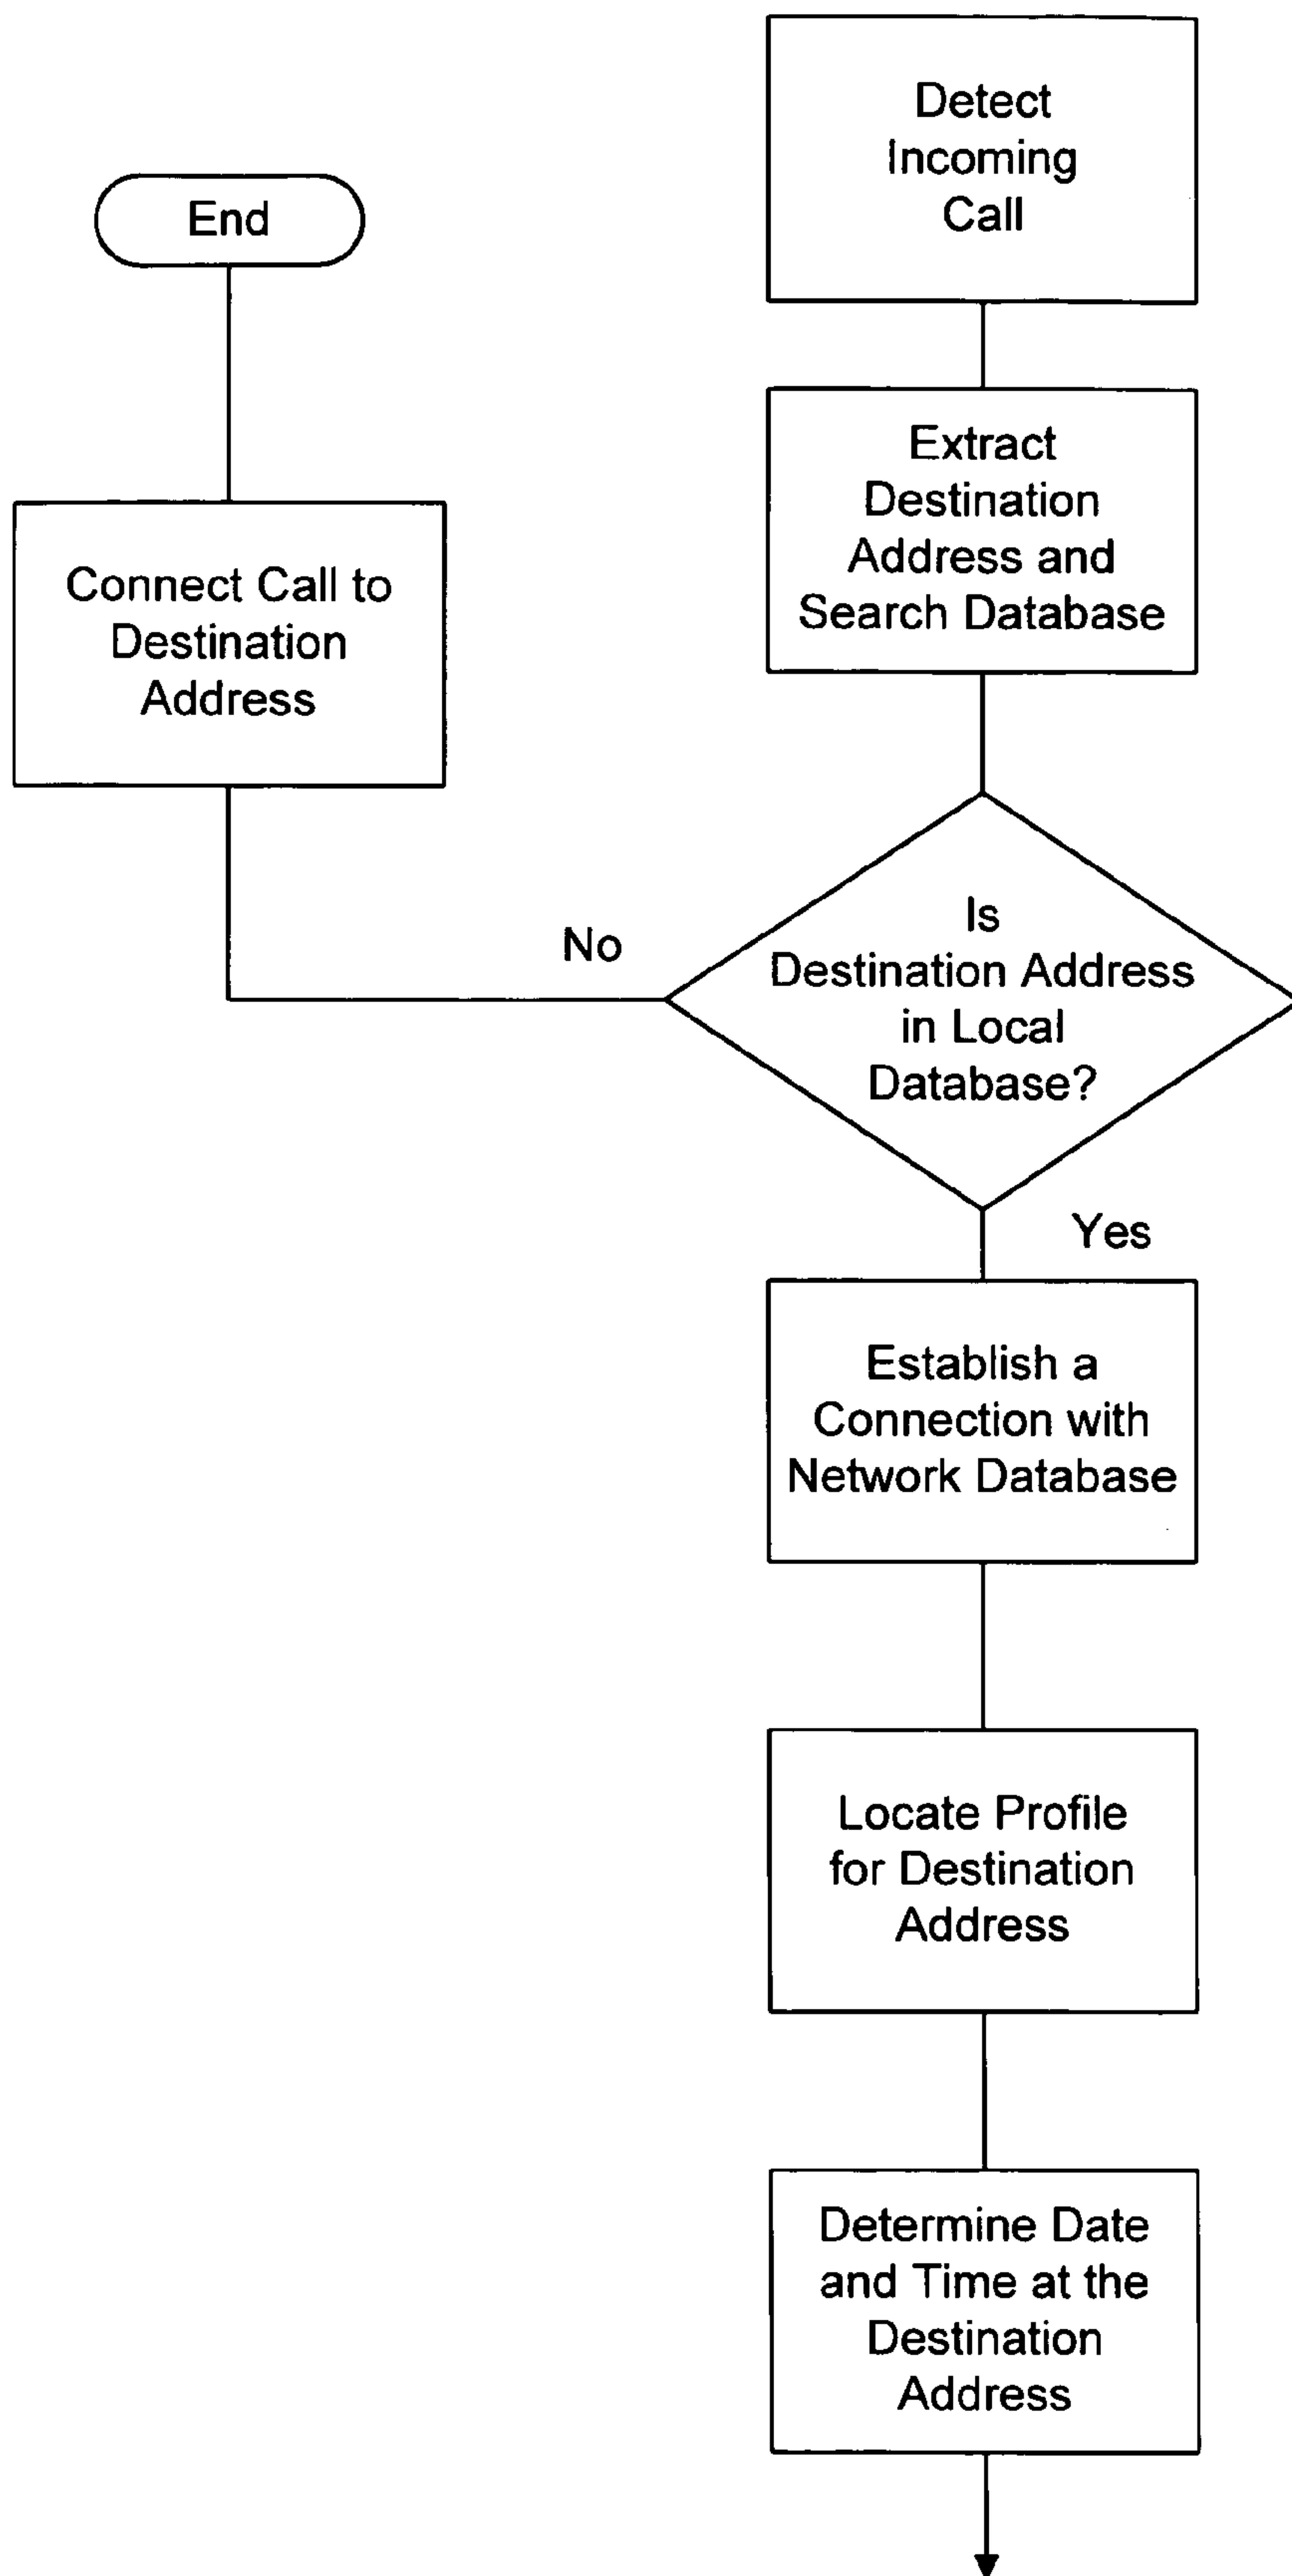 Detect
Incoming
Call
End
Extract
Destination
Address and
Search Database
Connect Call to
Destination
Address
No
Is
Destination Address
in Local
Database?
Yes
Establish a
Connection with
Network Database
Locate Profile
for Destination
Address
Determine Date
and Time at the
Destination
Address